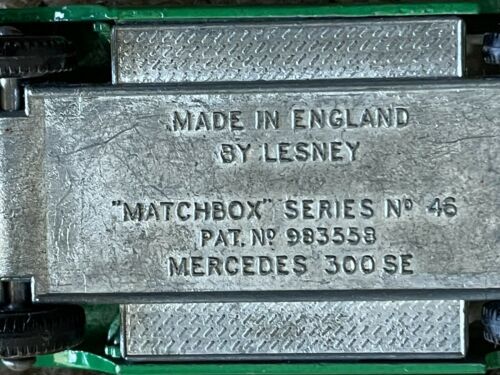 MADE IN ENGLAND
BY LESNEY
"MATCHBOX" SERIES Nº 46
PAT. Nº 983558
MERCEDES 300 SE